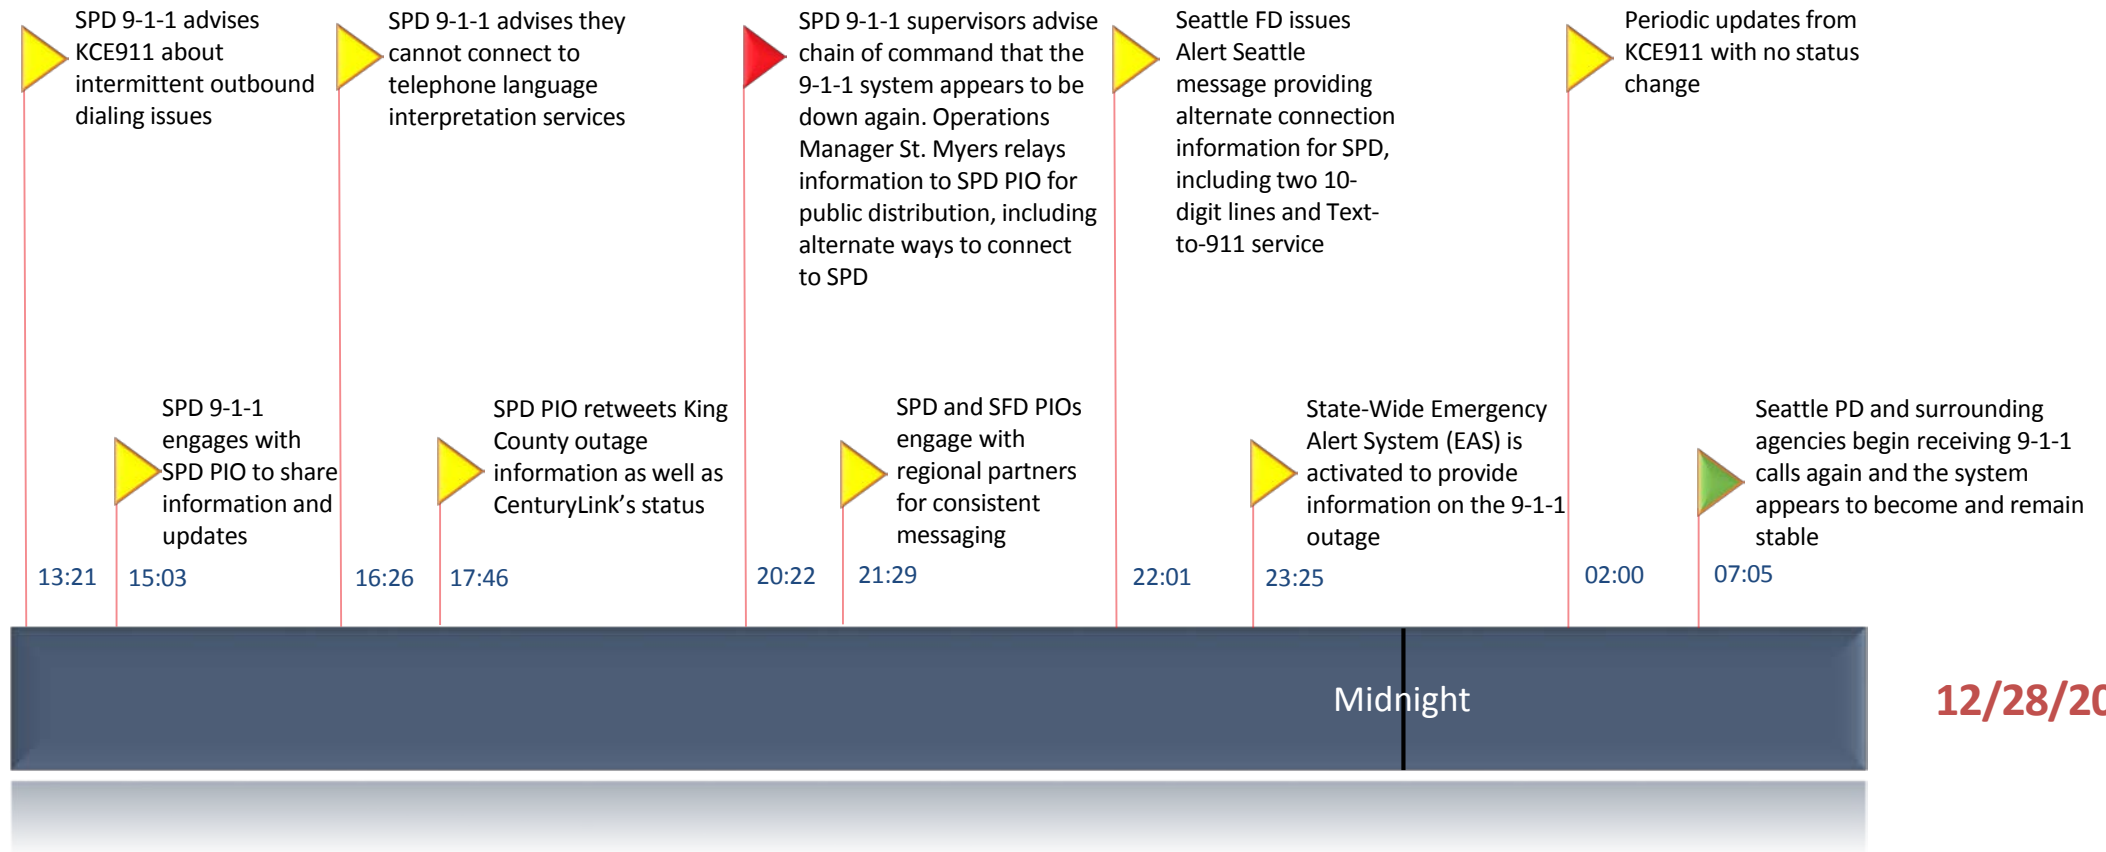 SPD 9-1-1 advises
KCE911 about
intermittent outbound
dialing issues
SPD 9-1-1 advises they
cannot connect to
telephone language
interpretation services
SPD 9-1-1 supervisors advise
chain of command that the
9-1-1 system appears to be
down again. Operations
Manager St. Myers relays
information to SPD PIO for
public distribution, including
alternate ways to connect
to SPD
Seattle FD issues
Alert Seattle
message providing
alternate connection
information for SPD,
including two 10-
digit lines and Text-
to-911 service
Periodic updates from
KCE911 with no status
change
SPD 9-1-1
engages with
SPD PIO to share
information and
updates
SPD PIO retweets King
County outage
information as well as
CenturyLink’s status
SPD and SFD PIOs
engage with
regional partners
for consistent
messaging
State-Wide Emergency
Alert System (EAS) is
activated to provide
information on the 9-1-1
outage
Seattle PD and surrounding
agencies begin receiving 9-1-1
calls again and the system
appears to become and remain
stable
13:21
15:03
16:26
17:46
20:22
21:29
22:01
23:25
02:00
07:05
Midnight
12/28/20